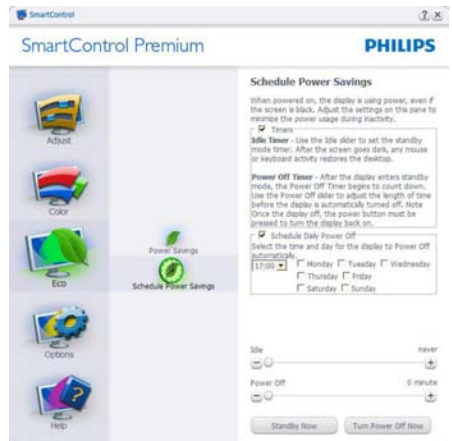 SmartControl
SmartControl Premium
PHILIPS
Adjust
Color
Eco
Options
Help
Power Savings
Schedule Power Savings
Schedule Power Savings
When powered on, the display is using power, even if
the screen is black. Adjust the settings on this pane to
minimize the power usage during inactivity.
Timers
Idle Timer - Use the Idle slider to set the standby
mode timer. After the screen goes dark, any mouse
or keyboard activity restores the desktop.
Power Off Timer - After the display enters standby
mode, the Power Off Timer begins to count down.
Use the Power Off slider to adjust the length of time
before the display is automatically turned off. Note
Once the display off, the power button must be
pressed to turn the display back on.
Schedule Daily Power Off
Select the time and day for the display to Power Off
automatically.
17:00 Monday Tuesday Wednesday
Thursday Friday
Saturday Sunday
Idle never
Power Off 0 minute
Standby Now Turn Power Off Now